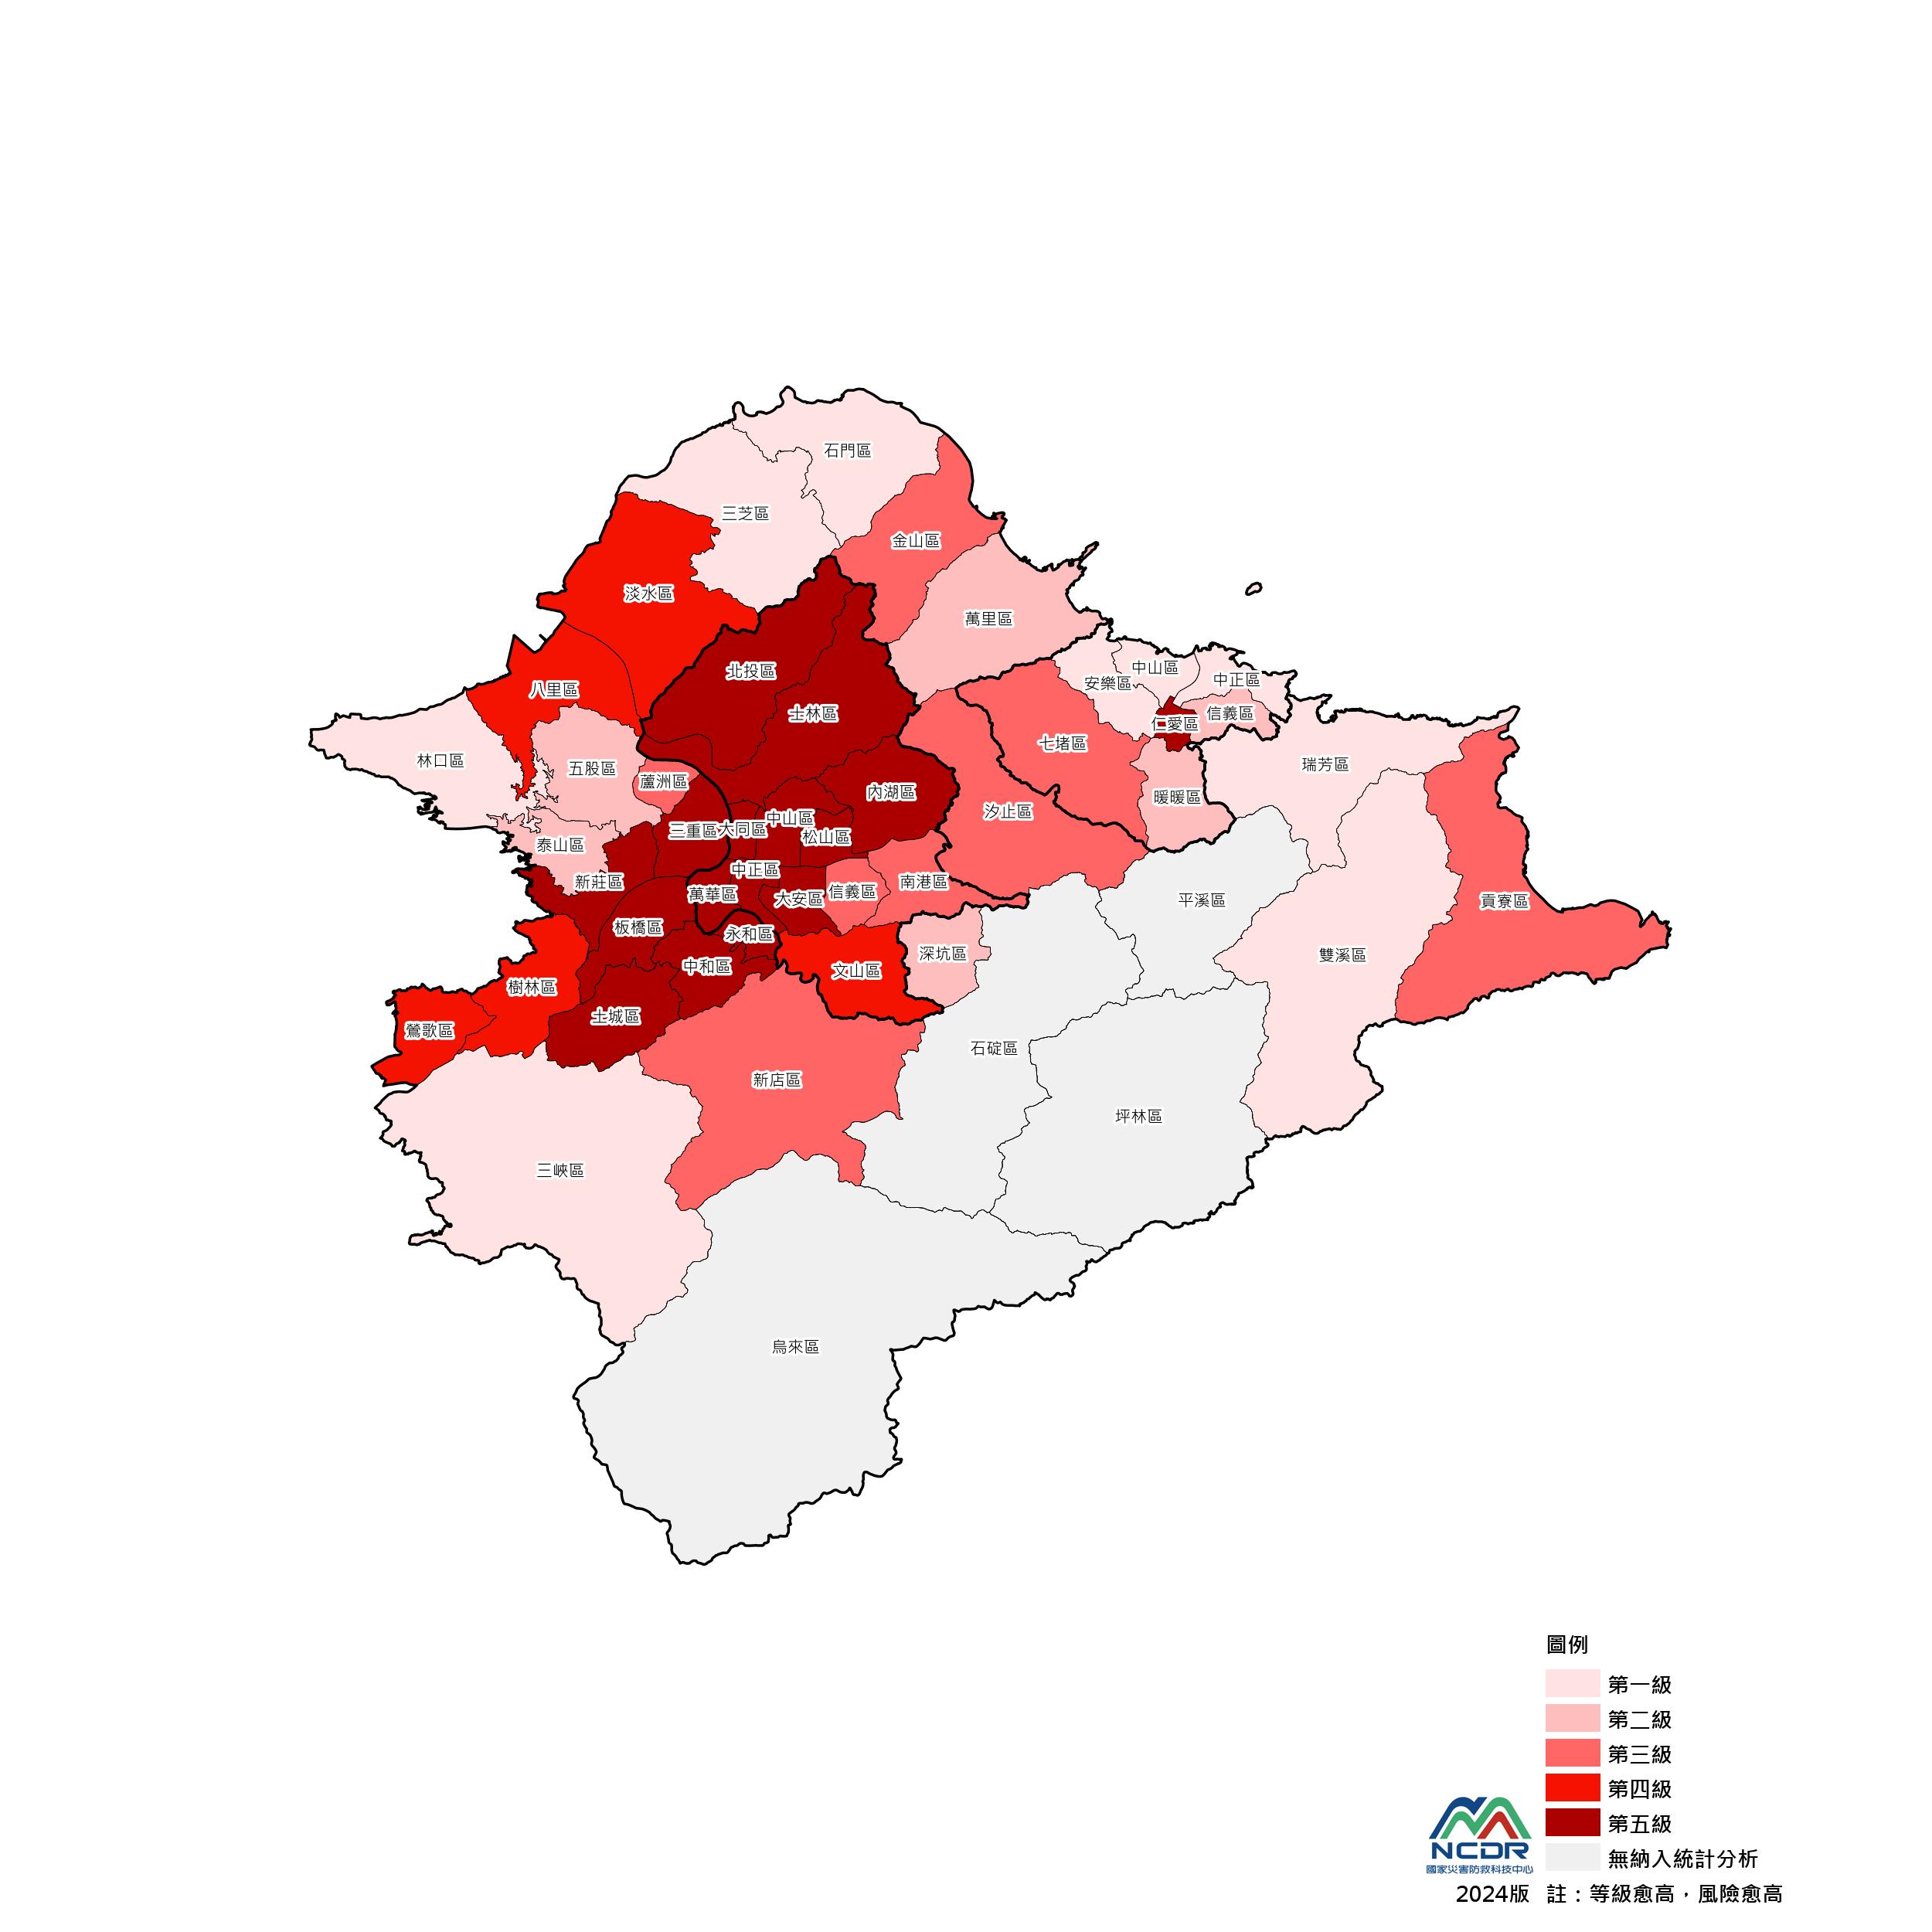 石門區
三芝區
金山區
淡水區
萬里區
北投區
中山區
中正區
安樂區
八里區
士林區
信義區
仁愛區
七堵區
林口區
五股區
瑞芳區
蘆洲區
內湖區
暖暖區
汐止區
中山區
三重區
大同區
松山區
泰山區
中正區
新莊區
南港區
萬華區
信義區
大安區
平溪區
貢寮區
板橋區
永和區
深坑區
雙溪區
中和區
文山區
樹林區
土城區
鶯歌區
石碇區
新店區
坪林區
三峽區
烏來區
圖例
第一級
第二級
第三級
第四級
第五級
無納入統計分析
NCDR
國家災害防救科技中心
2024版 註：等級愈高，風險愈高